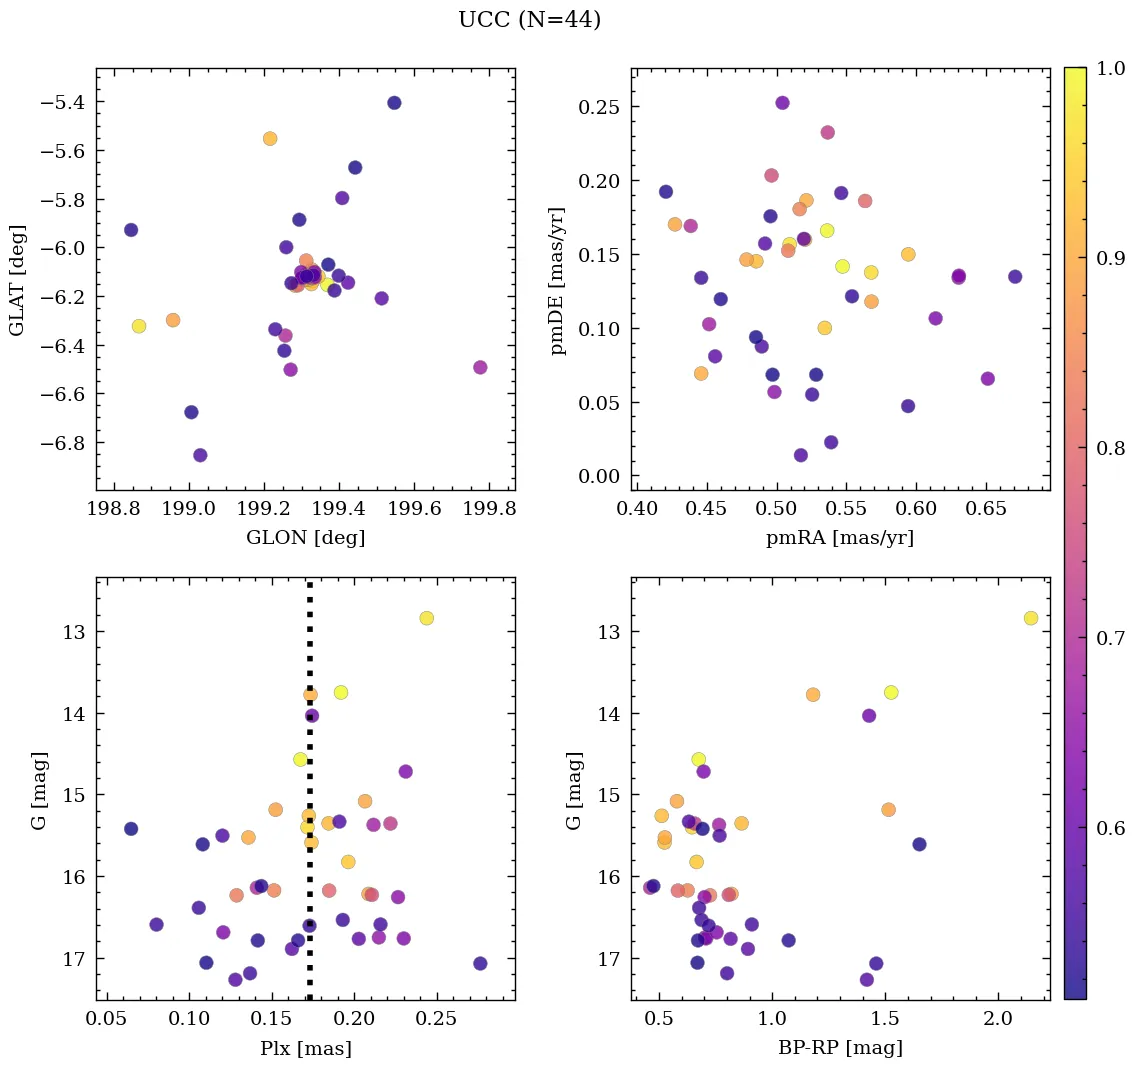 UCC (N=44)
−5.4
−5.6
−5.8
−6.0
−6.2
−6.4
−6.6
−6.8
GLAT [deg]
198.8 199.0 199.2 199.4 199.6 199.8
GLON [deg]
0.25
0.20
0.15
0.10
0.05
0.00
pmDE [mas/yr]
0.40 0.45 0.50 0.55 0.60 0.65
pmRA [mas/yr]
1.0
0.9
0.8
0.7
0.6
13
14
15
16
17
G [mag]
0.05 0.10 0.15 0.20 0.25
Plx [mas]
13
14
15
16
17
G [mag]
0.5 1.0 1.5 2.0
BP-RP [mag]